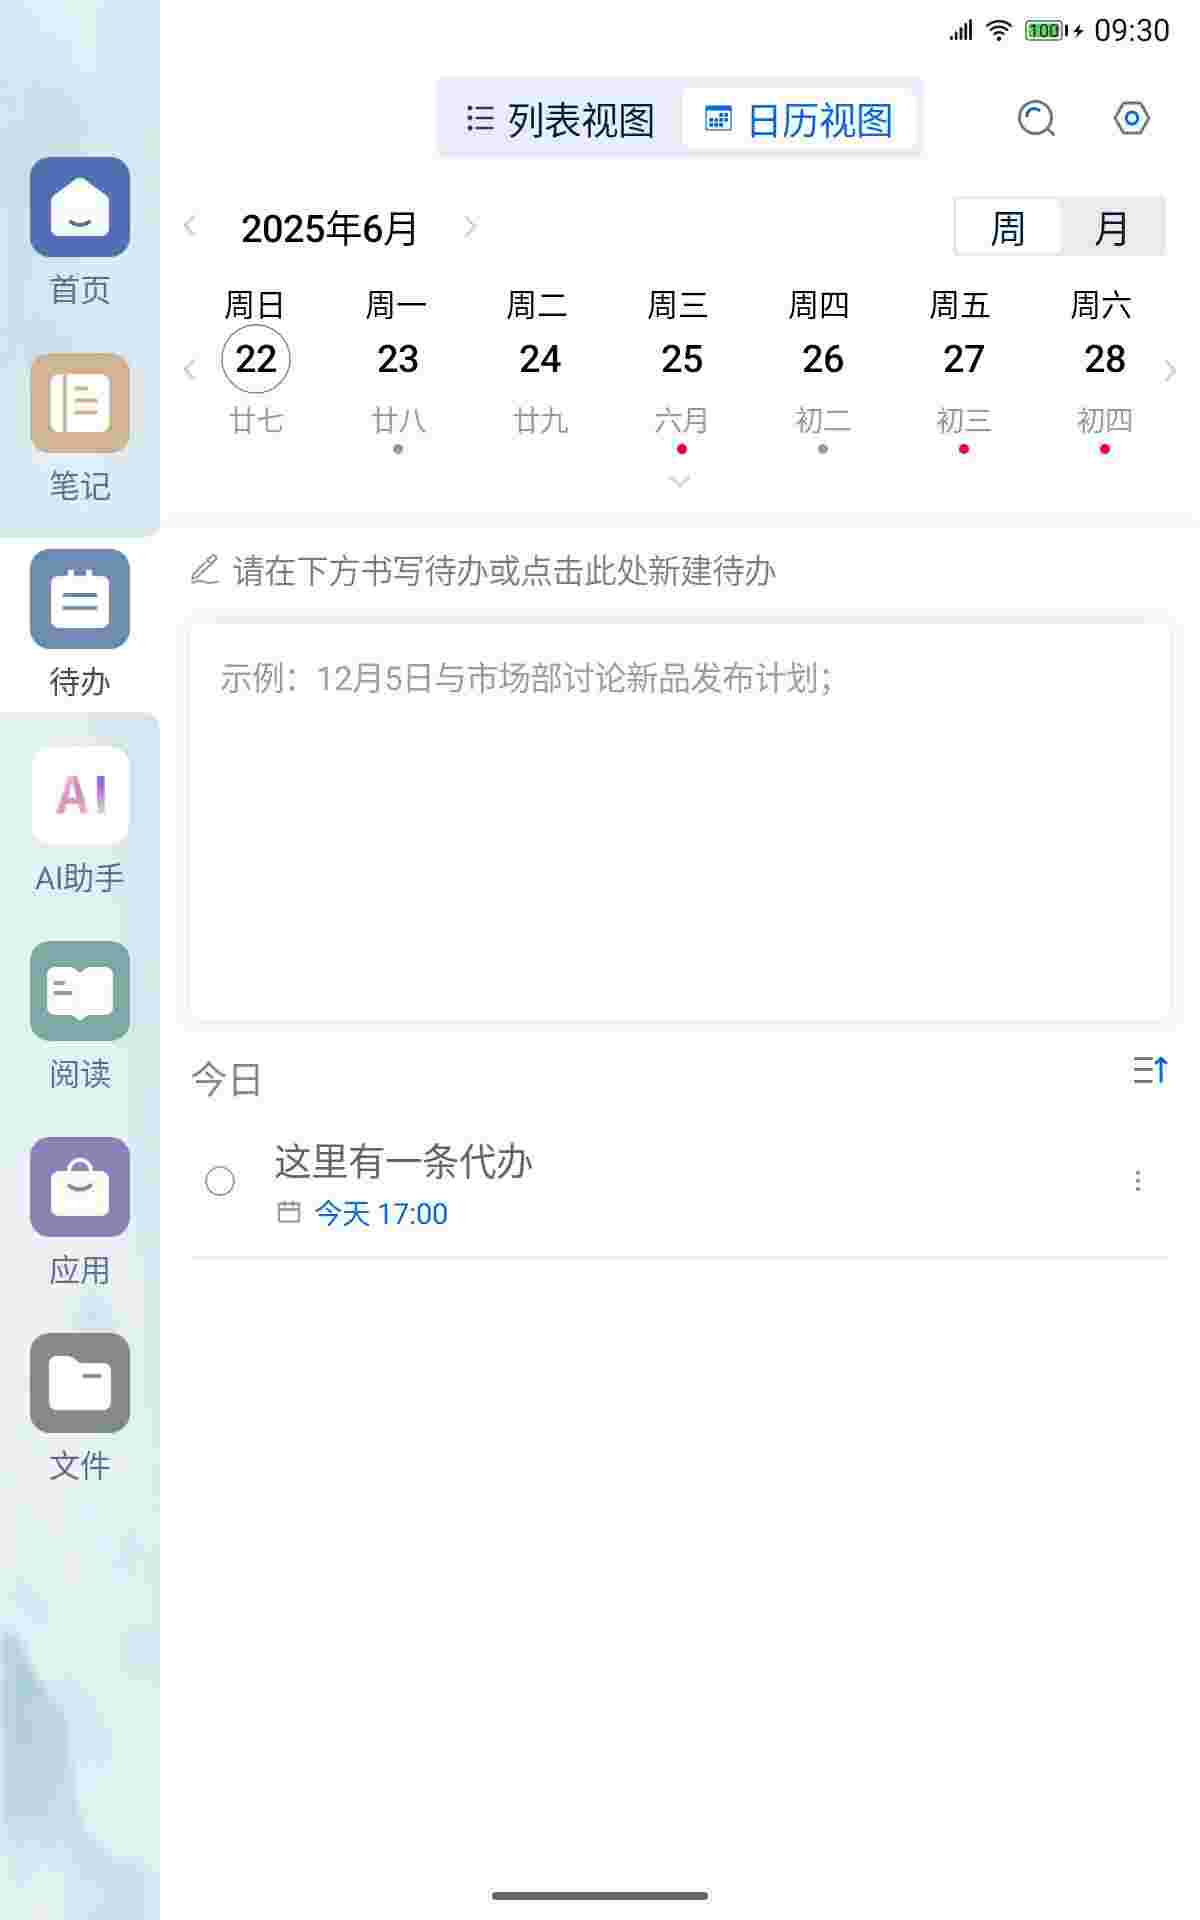 100 09:30
列表视图 日历视图
2025年6月 周 月
周日 周一 周二 周三 周四 周五 周六
22 23 24 25 26 27 28
廿七 廿八 廿九 六月 初二 初三 初四
请在下方书写待办或点击此处新建待办
示例：12月5日与市场部讨论新品发布计划；
今日
这里有一条代办
今天 17:00
首页
笔记
待办
AI
AI助手
阅读
应用
文件